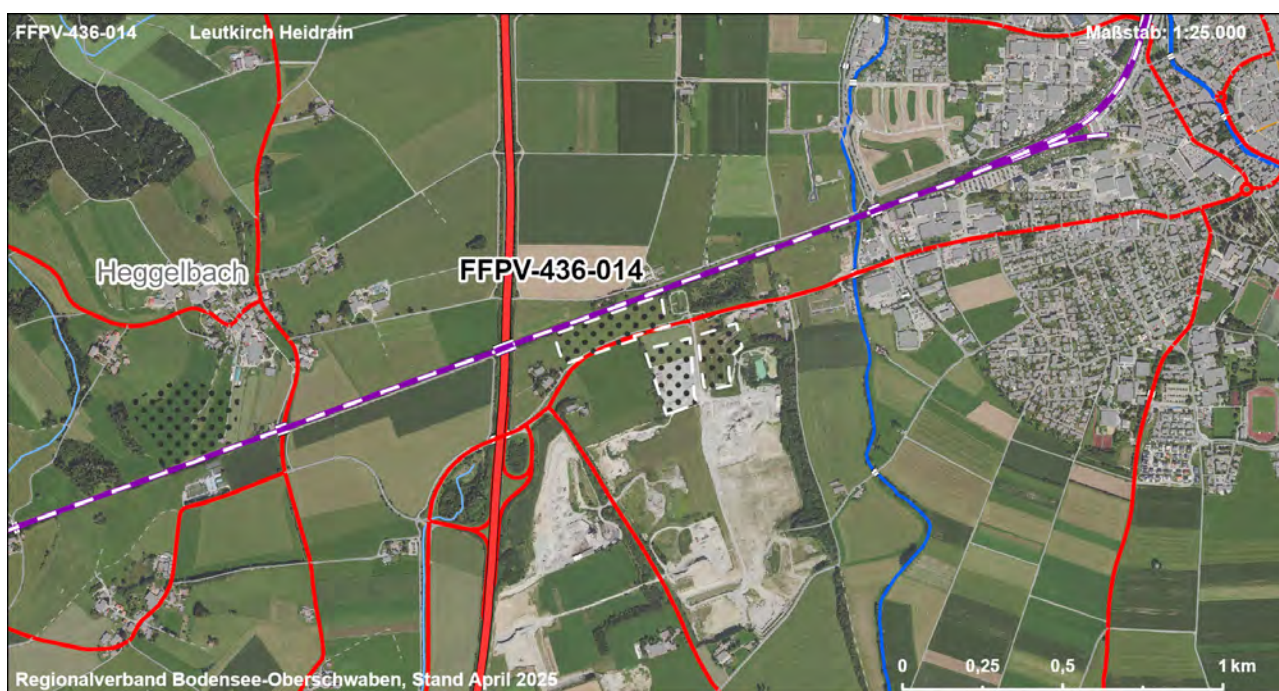 FFPV-436-014 Leutkirch Heidrain Maßstab: 1:25.000
Heggelbach
FFPV-436-014
0 0,25 0,5 1 km
Regionalverband Bodensee-Oberschwaben, Stand April 2025